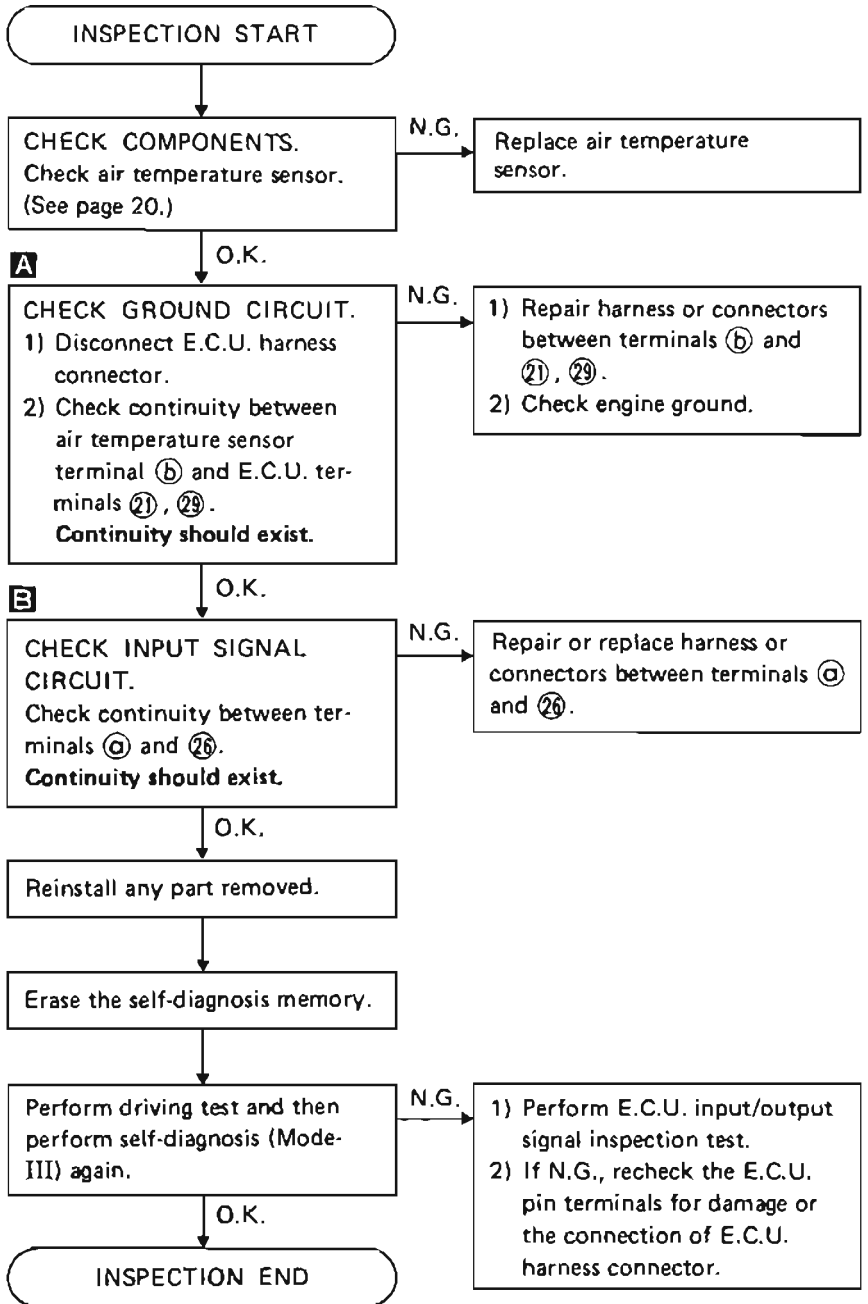 INSPECTION START
CHECK COMPONENTS.
Check air temperature sensor.
(See page 20.)
N.G.
Replace air temperature
sensor.
O.K.
A
CHECK GROUND CIRCUIT.
1) Disconnect E.C.U. harness
connector.
2) Check continuity between
air temperature sensor
terminal ⓑ and E.C.U. ter-
minals ㉑, ㉙.
Continuity should exist.
N.G.
1) Repair harness or connectors
between terminals ⓑ and
㉑, ㉙.
2) Check engine ground.
O.K.
B
CHECK INPUT SIGNAL
CIRCUIT.
Check continuity between ter-
minals ⓐ and ㉖.
Continuity should exist.
N.G.
Repair or replace harness or
connectors between terminals ⓐ
and ㉖.
O.K.
Reinstall any part removed.
Erase the self-diagnosis memory.
Perform driving test and then
perform self-diagnosis (Mode-
III) again.
N.G.
1) Perform E.C.U. input/output
signal inspection test.
2) If N.G., recheck the E.C.U.
pin terminals for damage or
the connection of E.C.U.
harness connector.
O.K.
INSPECTION END